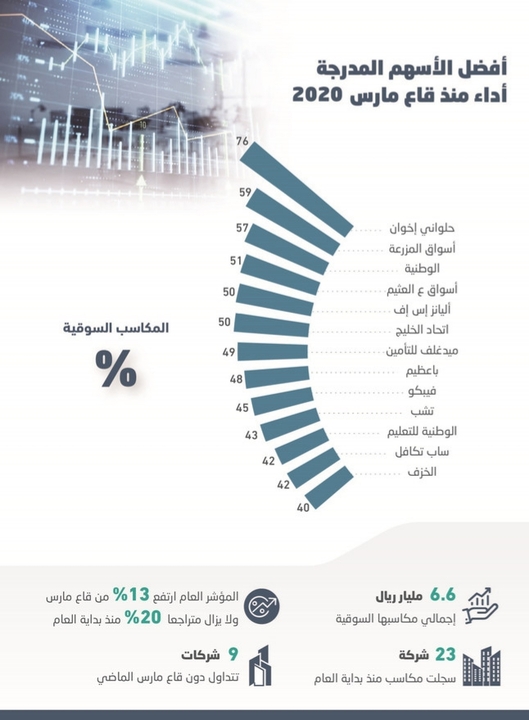 أفضل الأسهم المدرجة
أداء منذ قاع مارس 2020
76
59
57
51
50
50
49
48
45
43
42
42
40
حلواني إخوان
أسواق المزرعة
الوطنية
أسواق ع العثيم
أليانز إس إف
اتحاد الخليج
ميدغلف للتأمين
باعظيم
فيبكو
تشب
الوطنية للتعليم
ساب تكافل
الخزف
المكاسب السوقية
%
6.6 مليار ريال
إجمالي مكاسبها السوقية
المؤشر العام ارتفع 13% من قاع مارس
ولا يزال متراجعا 20% منذ بداية العام
23 شركة
سجلت مكاسب منذ بداية العام
9 شركات
تتداول دون قاع مارس الماضي